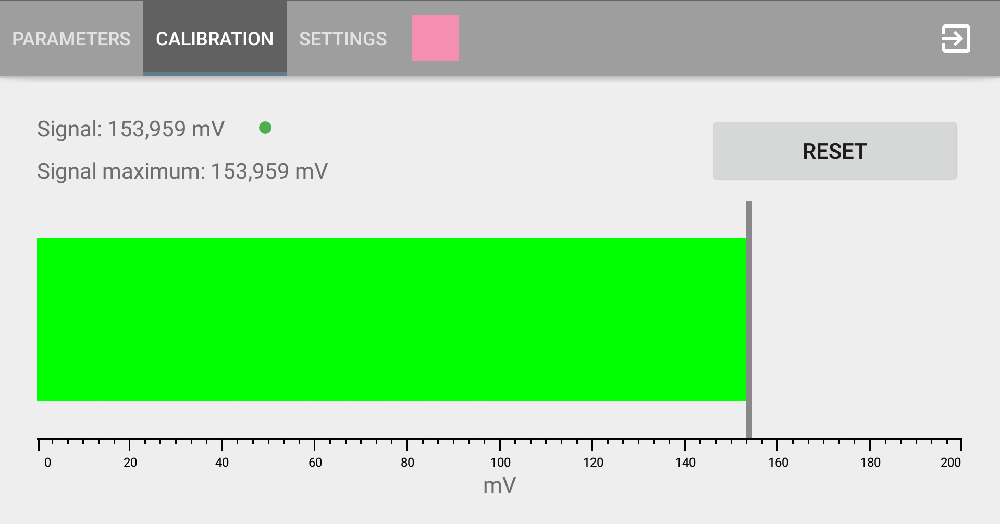 PARAMETERS CALIBRATION SETTINGS
Signal: 153,959 mV
RESET
Signal maximum: 153,959 mV
0 20 40 60 80 100 120 140 160 180 200
mV